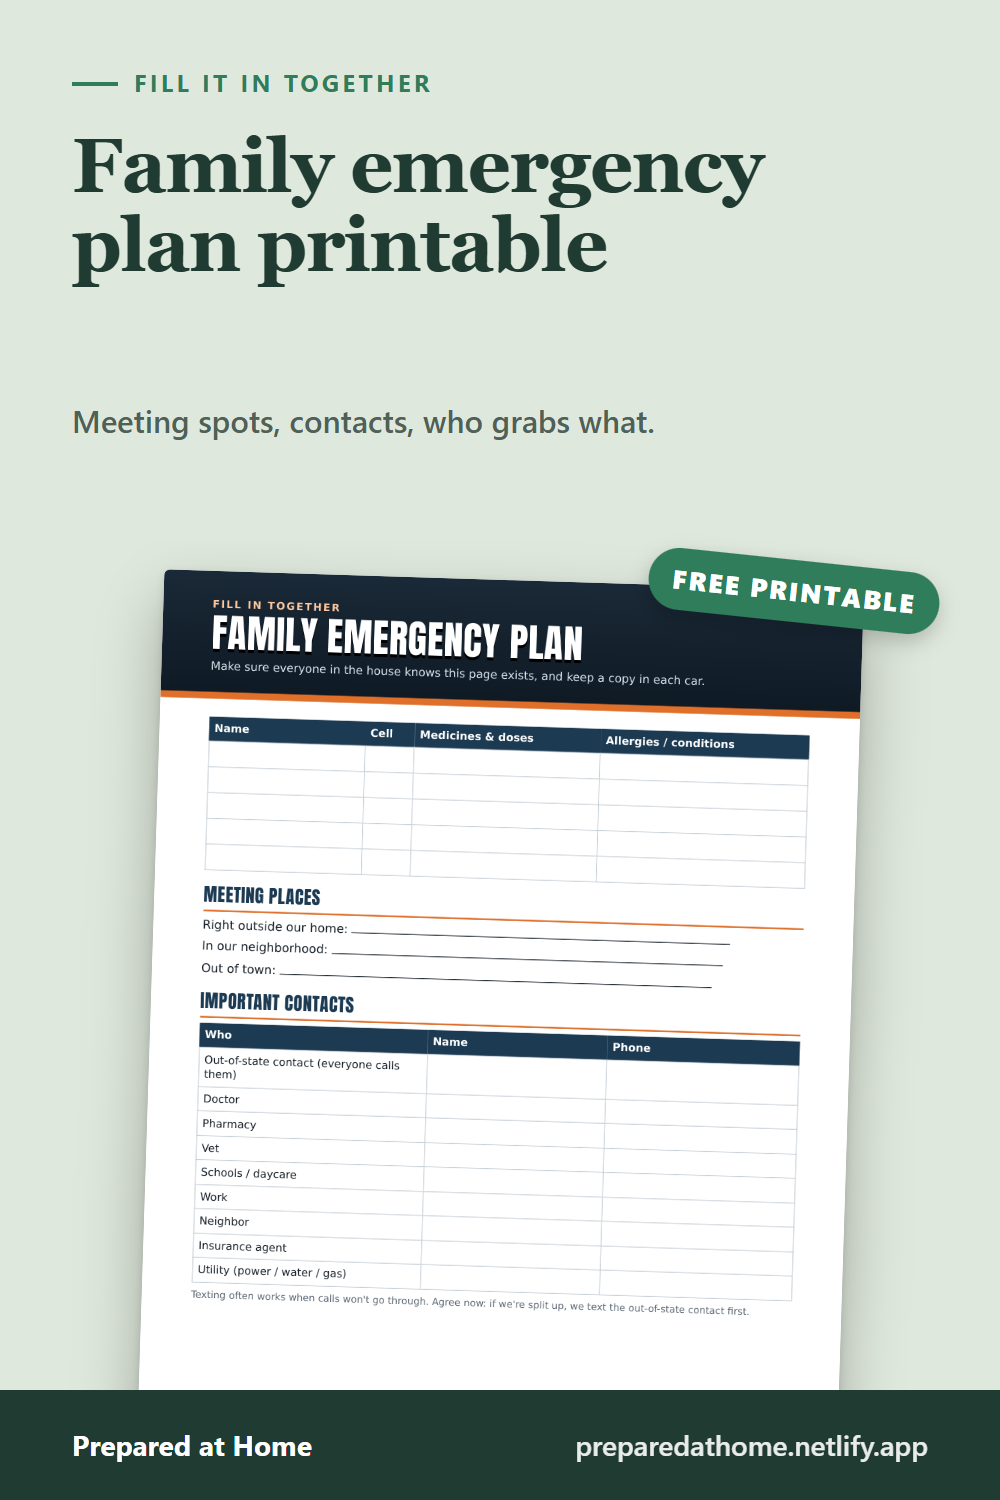 FILL IT IN TOGETHER
Family emergency
plan printable
Meeting spots, contacts, who grabs what.
FREE PRINTABLE
FILL IN TOGETHER
FAMILY EMERGENCY PLAN
Make sure everyone in the house knows this page exists, and keep a copy in each car.
Name Cell Medicines & doses Allergies / conditions
MEETING PLACES
Right outside our home:
In our neighborhood:
Out of town:
IMPORTANT CONTACTS
Who Name Phone
Out-of-state contact (everyone calls
them)
Doctor
Pharmacy
Vet
Schools / daycare
Work
Neighbor
Insurance agent
Utility (power / water / gas)
Texting often works when calls won't go through. Agree now: if we're split up, we text the out-of-state contact first.
Prepared at Home preparedathome.netlify.app